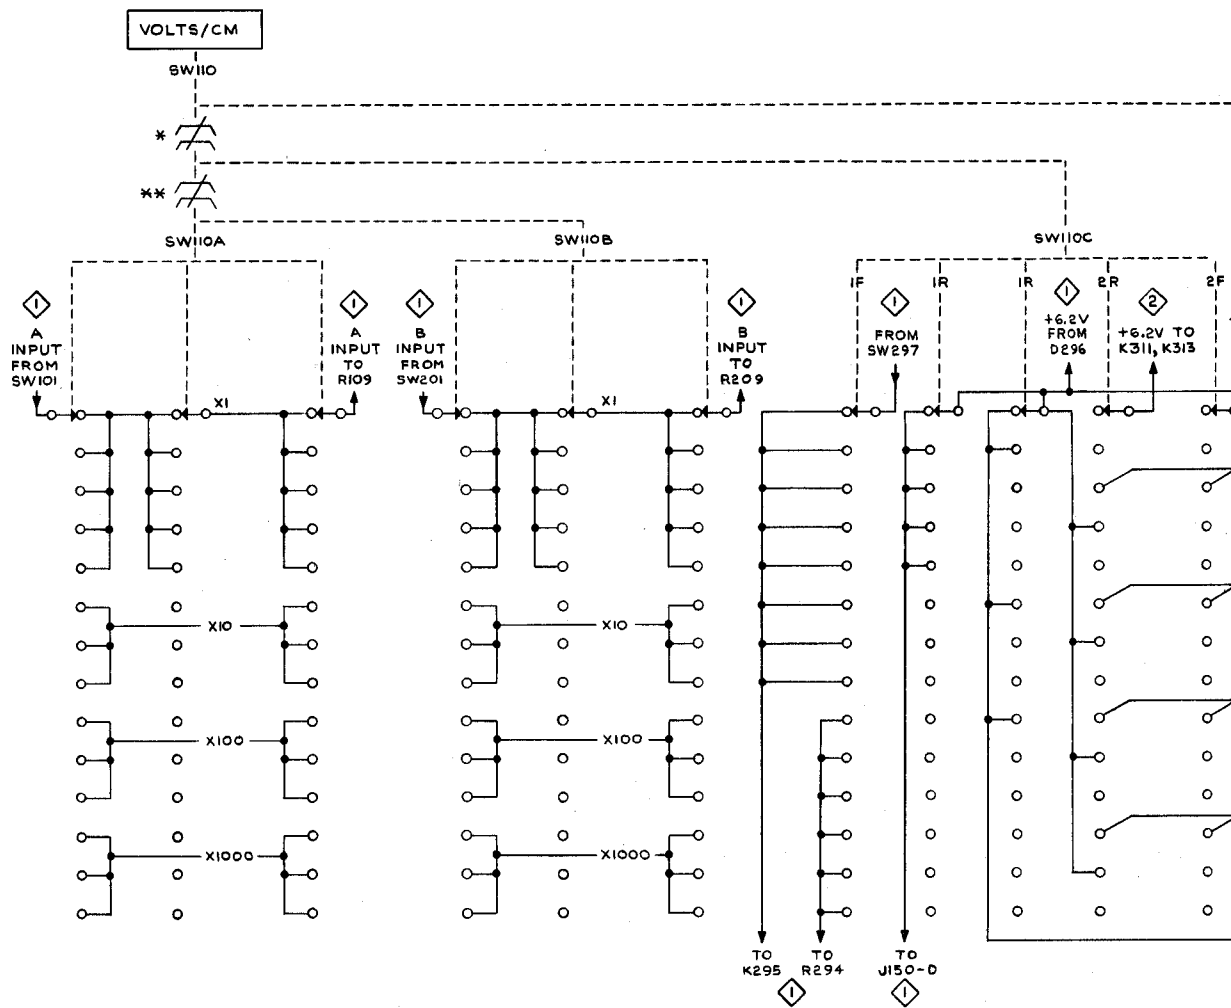 VOLTS/CM
SW110
*
**
SW110A
SW110B
SW110C
1F
1R
1R
2R
2F
1
A
INPUT
FROM
SW101
1
A
INPUT
TO
R109
1
B
INPUT
FROM
SW201
1
B
INPUT
TO
R209
1
FROM
SW297
1
+6.2V
FROM
D296
2
+6.2V TO
K311, K313
X1
X1
X10
X10
X100
X100
X1000
X1000
TO
K295
TO
R294
1
TO
J150-D
1